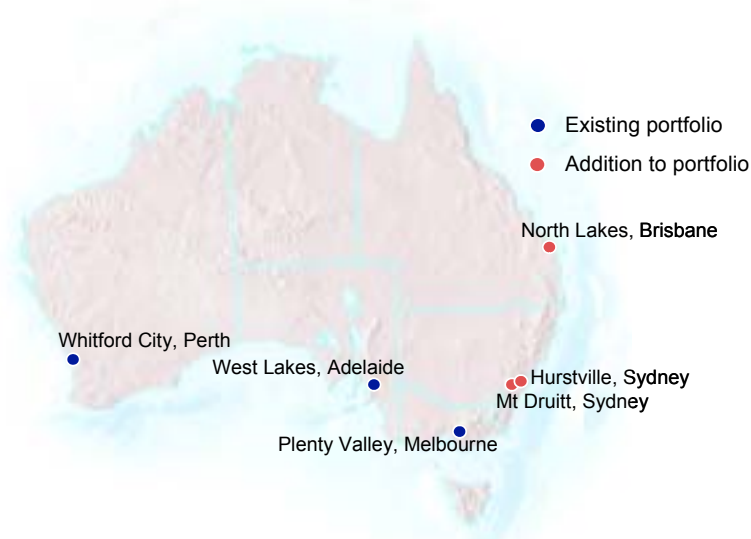 Existing portfolio
Addition to portfolio
North Lakes, Brisbane
Whitford City, Perth
West Lakes, Adelaide
Hurstville, Sydney
Mt Druitt, Sydney
Plenty Valley, Melbourne